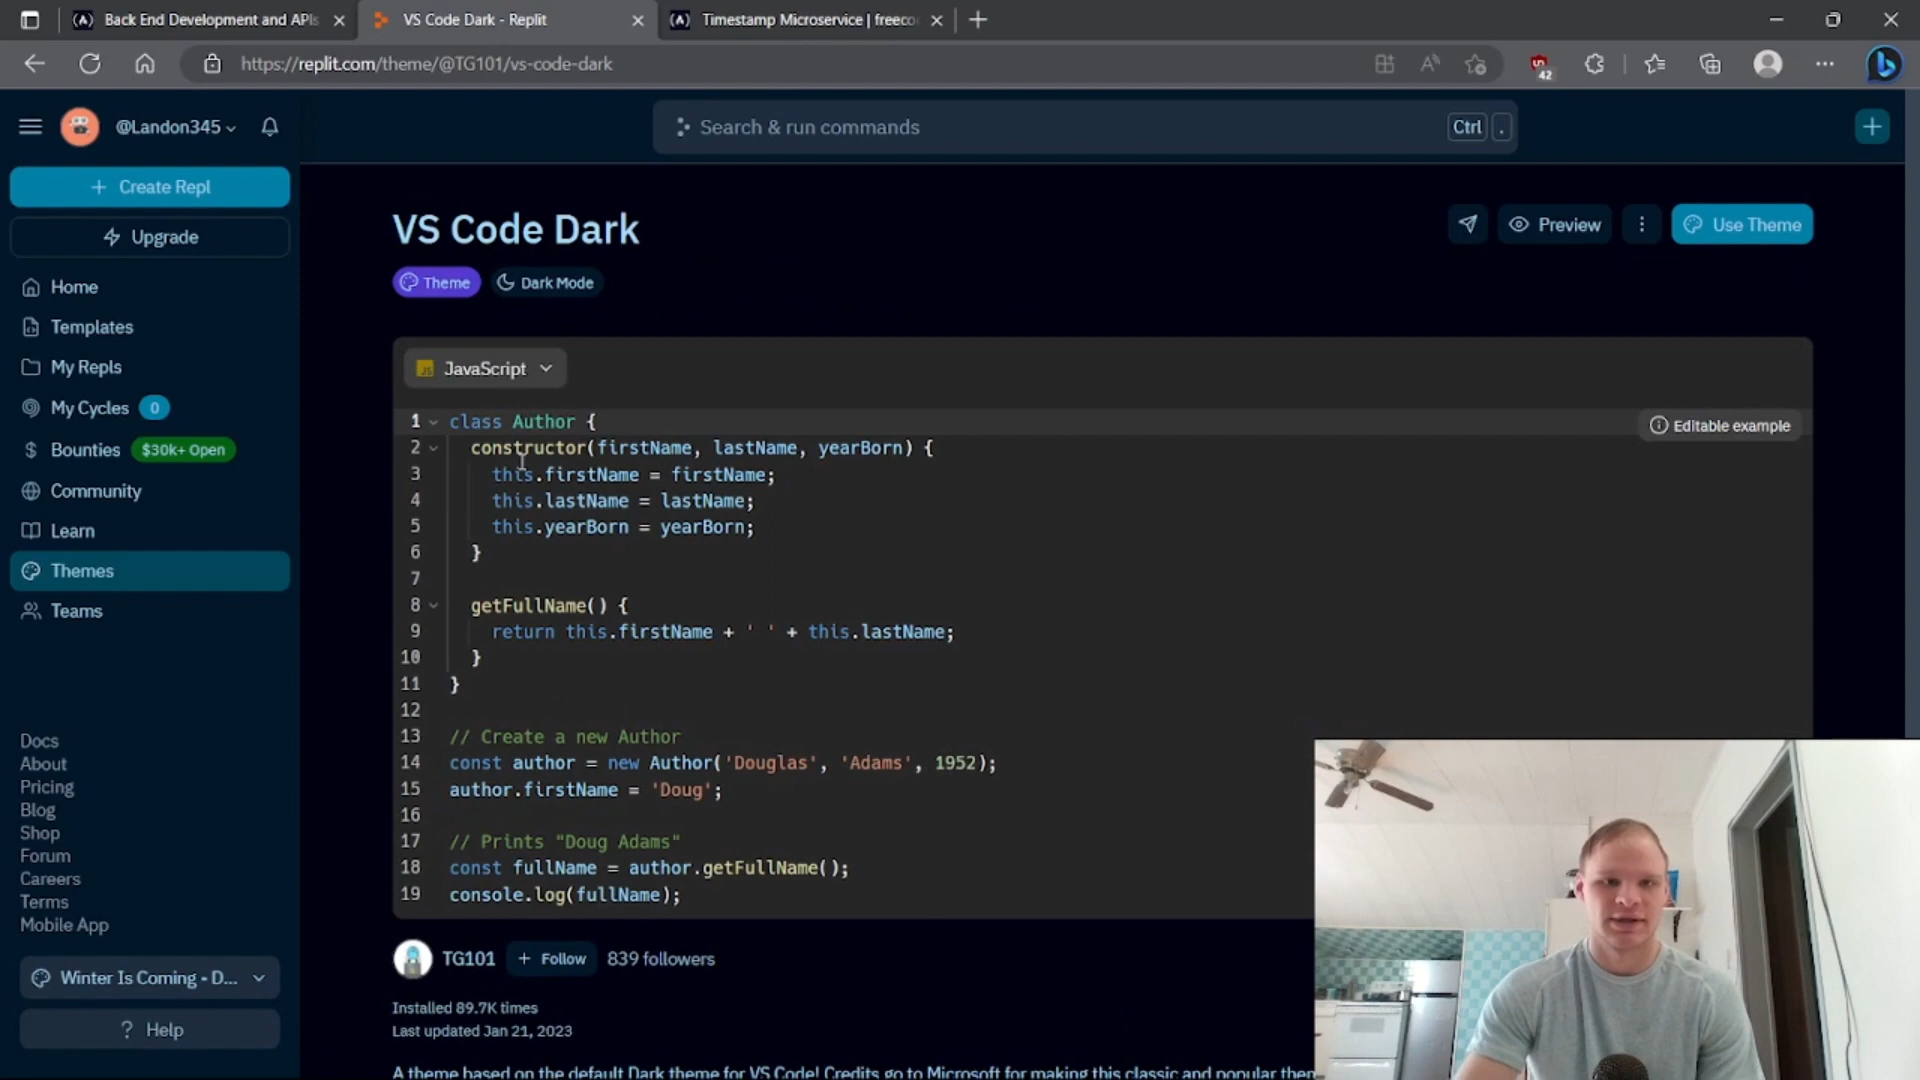 Back End Development and APIs
VS Code Dark - Replit
Timestamp Microservice | freeco
https://replit.com/theme/@TG101/vs-code-dark
42
@Landon345
Search & run commands
Ctrl .
+ Create Repl
Upgrade
Home
Templates
My Repls
My Cycles 0
Bounties $30k+ Open
Community
Learn
Themes
Teams
Docs
About
Pricing
Blog
Shop
Forum
Careers
Terms
Mobile App
Winter Is Coming - D...
? Help
VS Code Dark
Preview
Use Theme
Theme
Dark Mode
JS JavaScript
Editable example
1 class Author {
2 constructor(firstName, lastName, yearBorn) {
3 this.firstName = firstName;
4 this.lastName = lastName;
5 this.yearBorn = yearBorn;
6 }
7
8 getFullName() {
9 return this.firstName + ' ' + this.lastName;
10 }
11 }
12
13 // Create a new Author
14 const author = new Author('Douglas', 'Adams', 1952);
15 author.firstName = 'Doug';
16
17 // Prints "Doug Adams"
18 const fullName = author.getFullName();
19 console.log(fullName);
TG101 + Follow 839 followers
Installed 89.7K times
Last updated Jan 21, 2023
A theme based on the default Dark theme for VS Code! Credits go to Microsoft for making this classic and popular then